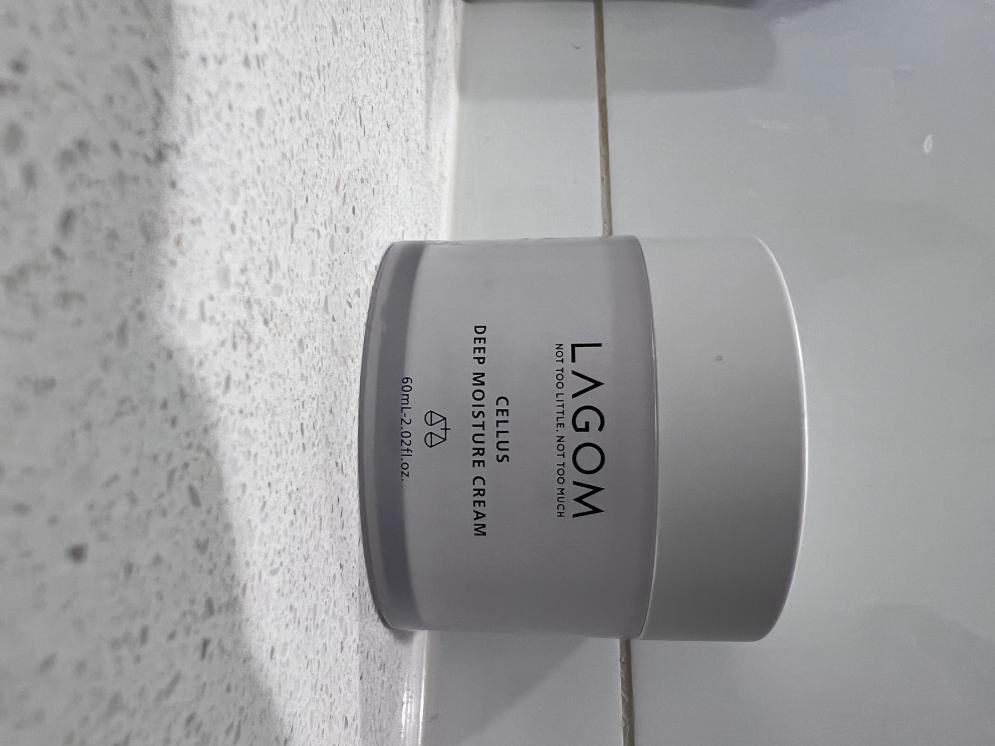 LAGOM
NOT TOO LITTLE, NOT TOO MUCH
CELLUS
DEEP MOISTURE CREAM
60mL-2.02fl.oz.